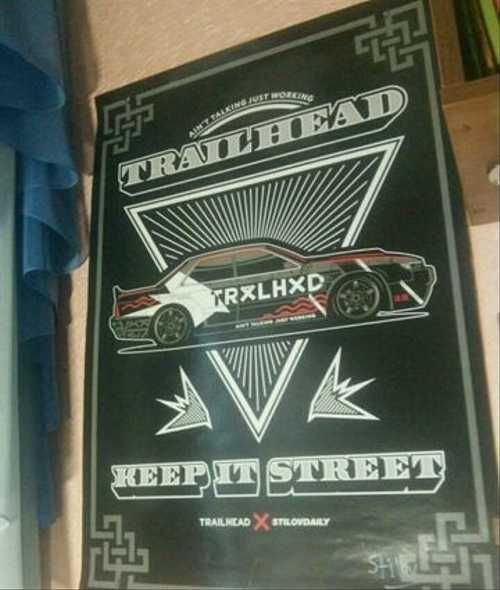 AIN'T TALKING JUST WORKING
TRAILHEAD
TRXLHXD
AIN'T TALKING JUST WORKING
KEEP IT STREET
TRAILHEAD X STILOVDAILY